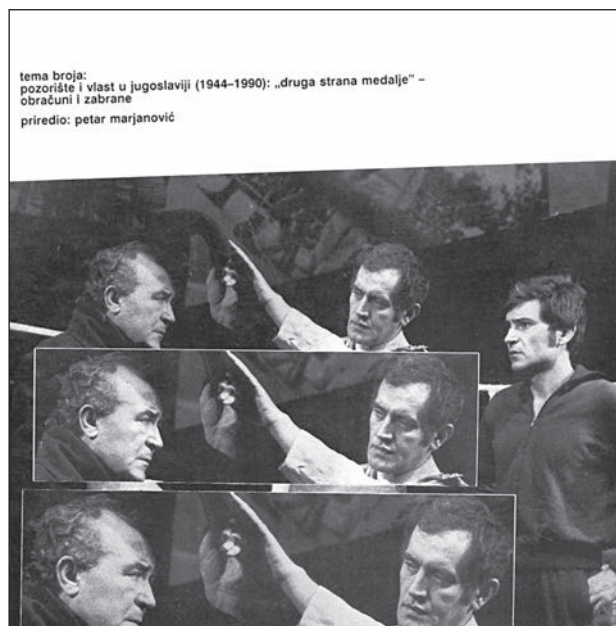 tema broja:
pozorište i vlast u jugoslaviji (1944–1990): „druga strana medalje” –
obračuni i zabrane
priredio: petar marjanović